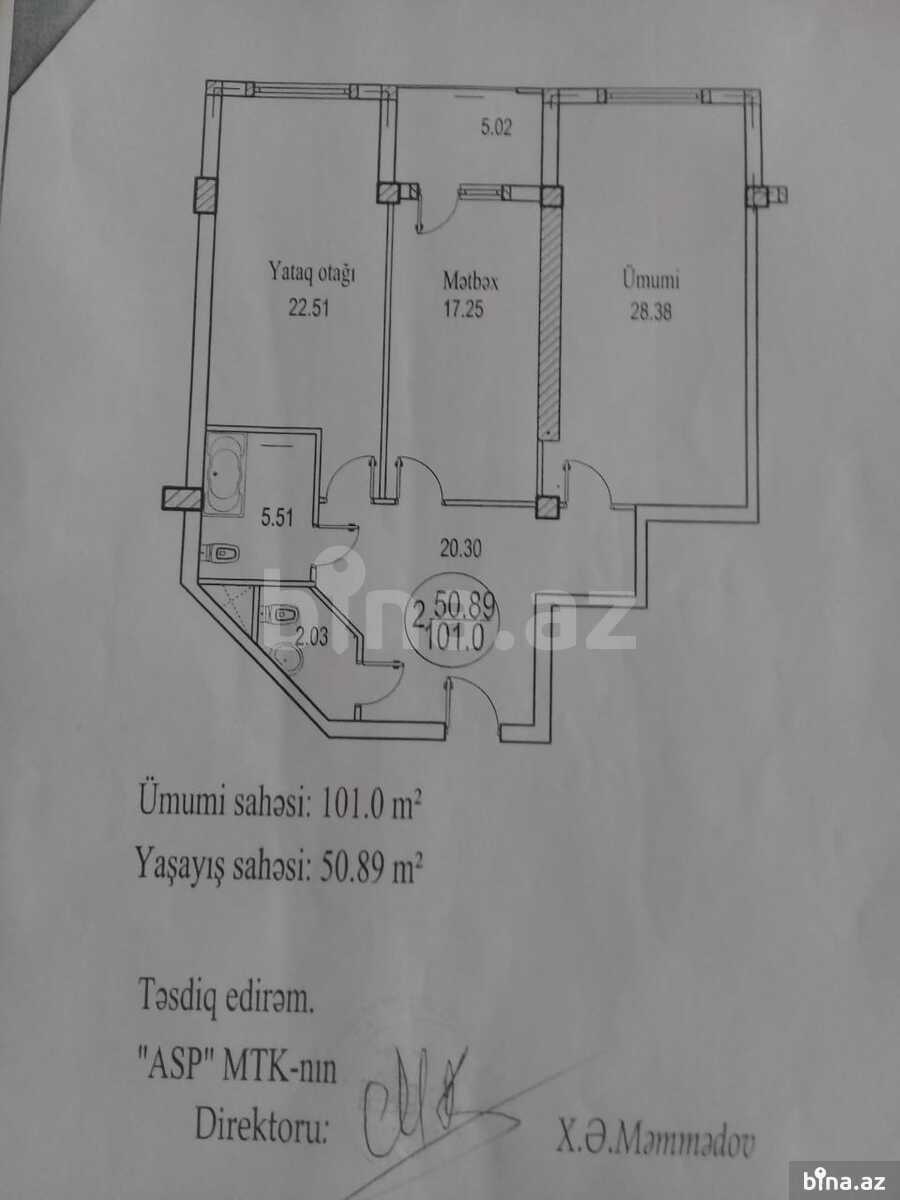 5.02
Yataq otağı
22.51
Mətbəx
17.25
Ümumi
28.38
5.51
20.30
2.03
2 50.89
101.0
bina.az
Ümumi sahəsi: 101.0 m²
Yaşayış sahəsi: 50.89 m²
Təsdiq edirəm.
"ASP" MTK-nın
Direktoru:
X.Ə.Məmmədov
bina.az